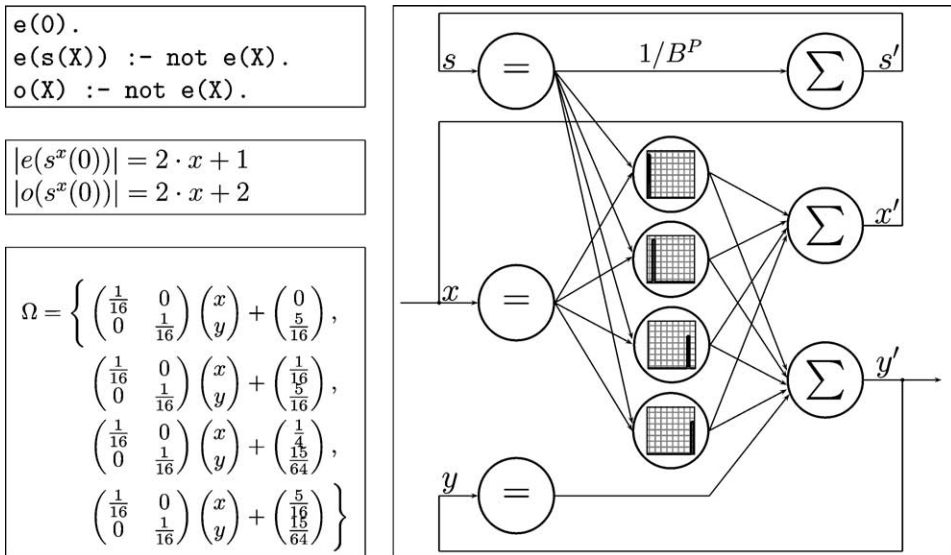 e(0).
e(s(X)) :- not e(X).
o(X) :- not e(X).
|e(s^x(0))| = 2 · x + 1
|o(s^x(0))| = 2 · x + 2
Ω = { (1/16 0 0 1/16) (x y) + (0 5/16) ,
(1/16 0 0 1/16) (x y) + (1/16 5/16) ,
(1/16 0 0 1/16) (x y) + (1/4 15/64) ,
(1/16 0 0 1/16) (x y) + (5/16 15/64) }
s = 1/B^P ∑ s′
x = ∑ x′
∑ y′
y =